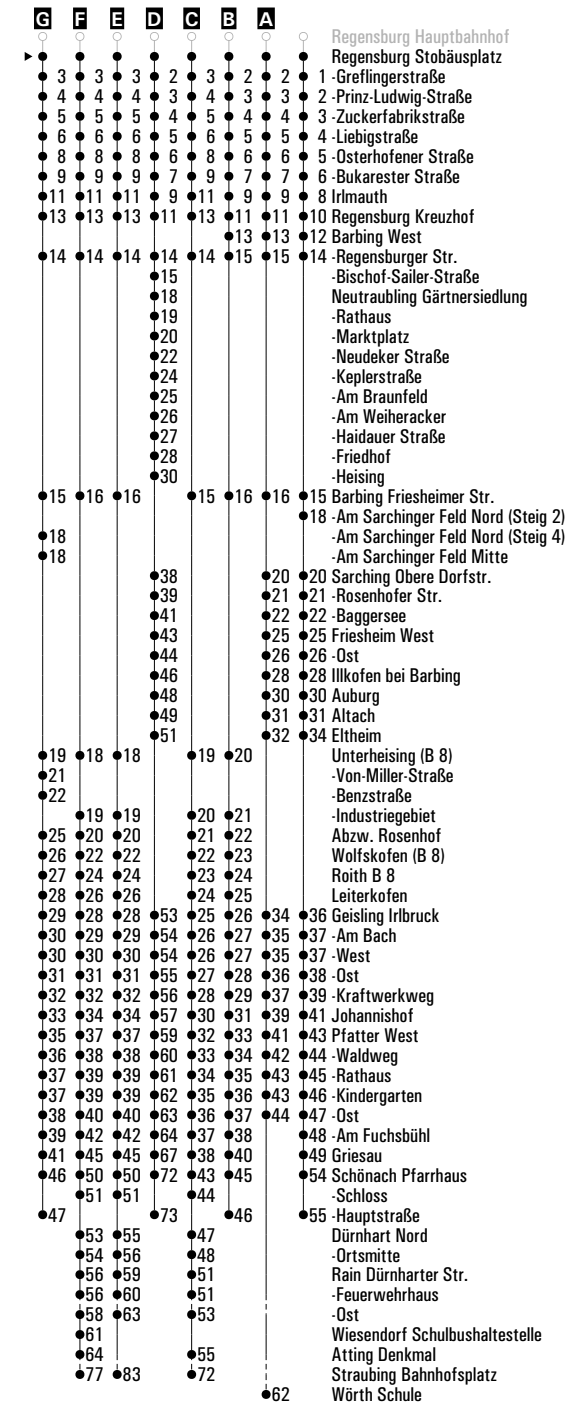 G F E D C B A
Regensburg Hauptbahnhof
Regensburg Stobäusplatz
3 3 3 2 3 2 2 1 -Greflingerstraße
4 4 4 3 4 3 3 2 -Prinz-Ludwig-Straße
5 5 5 4 5 4 4 3 -Zuckerfabrikstraße
6 6 6 5 6 5 5 4 -Liebigstraße
8 8 8 6 8 6 6 5 -Osterhofener Straße
9 9 9 7 9 7 7 6 -Bukarester Straße
11 11 11 9 11 9 9 8 Irlmauth
13 13 13 11 13 11 11 10 Regensburg Kreuzhof
13 13 12 Barbing West
14 14 14 14 14 15 15 14 -Regensburger Str.
15 -Bischof-Sailer-Straße
18 Neutraubling Gärtnersiedlung
19 -Rathaus
20 -Marktplatz
22 -Neudeker Straße
24 -Keplerstraße
25 -Am Braunfeld
26 -Am Weiheracker
27 -Haidauer Straße
28 -Friedhof
30 -Heising
15 16 16 15 16 16 15 Barbing Friesheimer Str.
18 -Am Sarchinger Feld Nord (Steig 2)
18 -Am Sarchinger Feld Nord (Steig 4)
18 -Am Sarchinger Feld Mitte
38 20 20 Sarching Obere Dorfstr.
39 21 21 -Rosenhofer Str.
41 22 22 -Baggersee
43 25 25 Friesheim West
44 26 26 -Ost
46 28 28 Illkofen bei Barbing
48 30 30 Auburg
49 31 31 Altach
51 32 34 Eltheim
19 18 18 19 20 Unterheising (B 8)
21 -Von-Miller-Straße
22 -Benzstraße
19 19 20 21 -Industriegebiet
25 20 20 21 22 Abzw. Rosenhof
26 22 22 22 23 Wolfskofen (B 8)
27 24 24 23 24 Roith B 8
28 26 26 24 25 Leiterkofen
29 28 28 53 25 26 34 36 Geisling Irlbruck
30 29 29 54 26 27 35 37 -Am Bach
30 30 30 54 26 27 35 37 -West
31 31 31 55 27 28 36 38 -Ost
32 32 32 56 28 29 37 39 -Kraftwerkweg
33 34 34 57 30 31 39 41 Johannishof
35 37 37 59 32 33 41 43 Pfatter West
36 38 38 60 33 34 42 44 -Waldweg
37 39 39 61 34 35 43 45 -Rathaus
37 39 39 62 35 36 43 46 -Kindergarten
38 40 40 63 36 37 44 47 -Ost
39 42 42 64 37 38 48 -Am Fuchsbühl
41 45 45 67 38 40 49 Griesau
46 50 50 72 43 45 54 Schönach Pfarrhaus
51 51 44 -Schloss
47 73 46 55 -Hauptstraße
53 55 47 Dürnhart Nord
54 56 48 -Ortsmitte
56 59 51 Rain Dürnharter Str.
56 60 51 -Feuerwehrhaus
58 63 53 -Ost
61 Wiesendorf Schulbushaltestelle
64 55 Atting Denkmal
77 83 72 Straubing Bahnhofsplatz
62 Wörth Schule